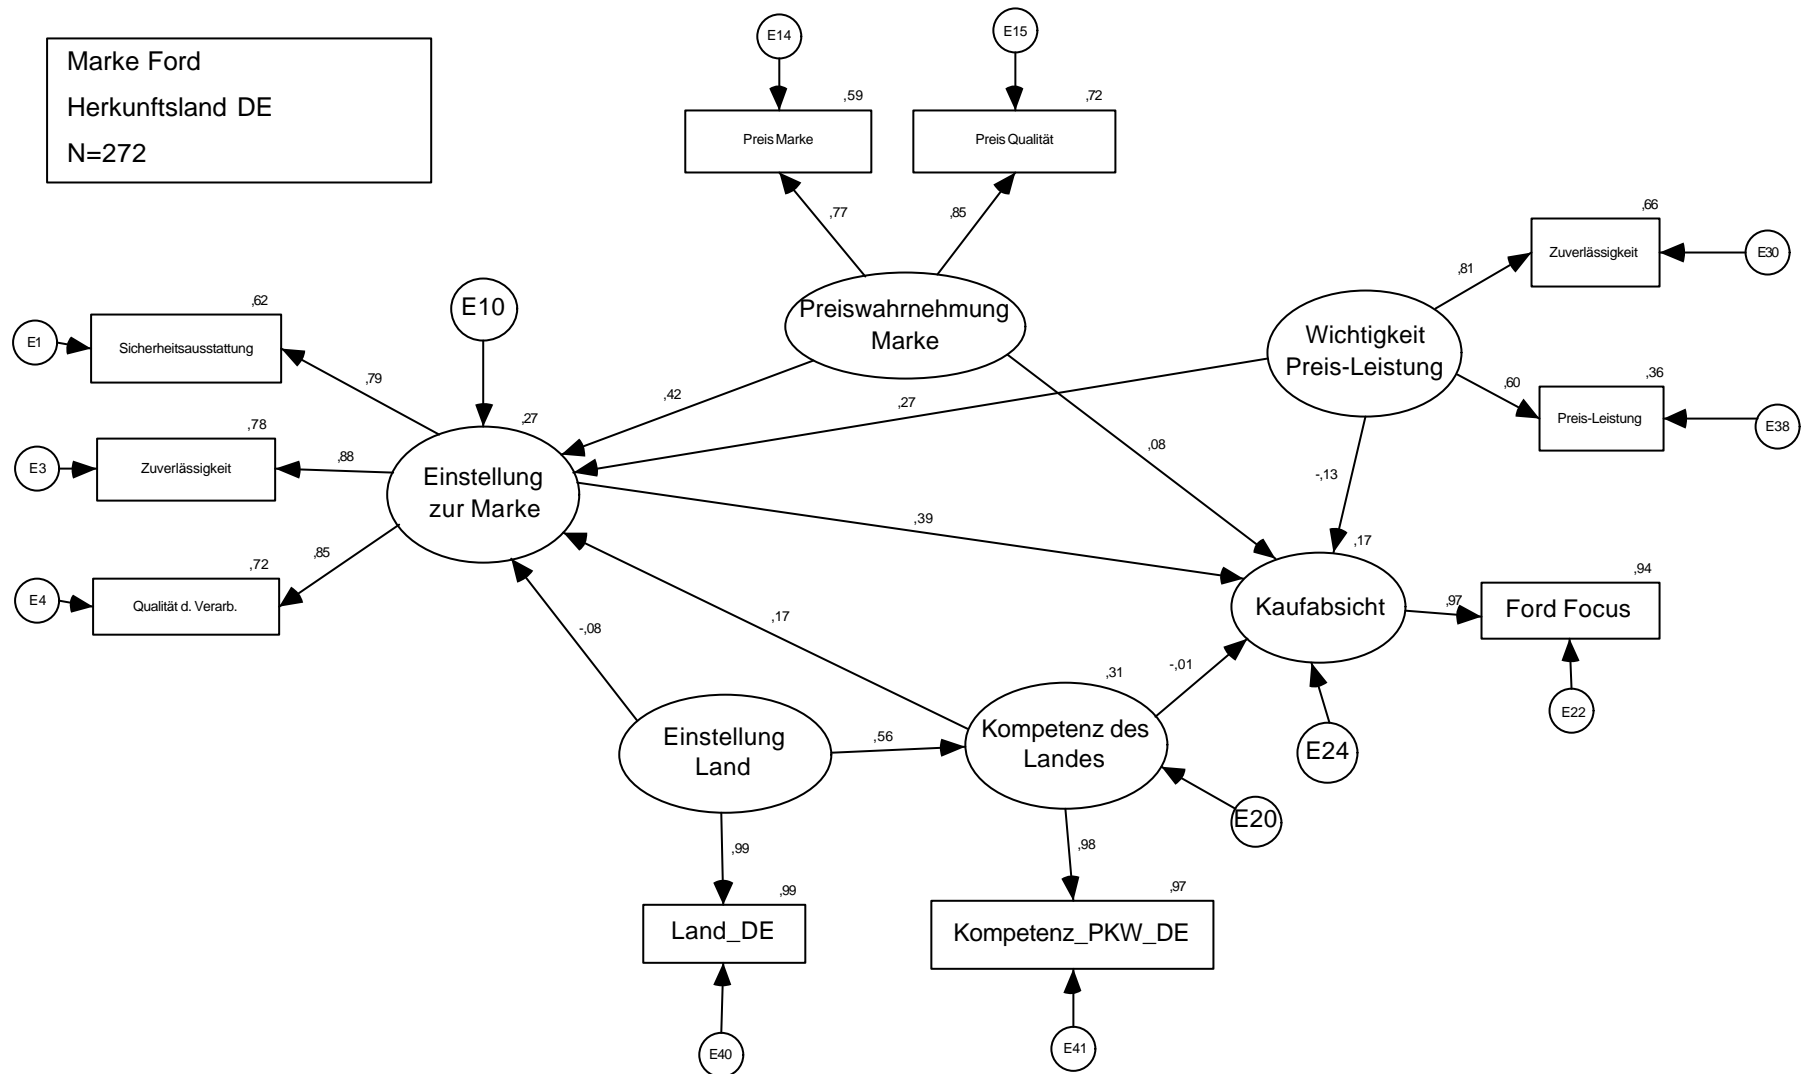 Marke Ford
Herkunftsland DE
N=272
E14
E15
,59
,72
Preis Marke
Preis Qualität
,77
,85
,66
Zuverlässigkeit
E30
,81
Preiswahrnehmung
Marke
Wichtigkeit
Preis-Leistung
,60
,36
Preis-Leistung
E38
,62
E1
Sicherheitsausstattung
E10
,79
,42
,27
,27
,08
-,13
,78
E3
Zuverlässigkeit
,88
Einstellung
zur Marke
,39
,17
,72
,85
E4
Qualität d. Verarb.
-,08
,17
Kaufabsicht
,97
,94
Ford Focus
E22
-,01
,31
Einstellung
Land
,56
Kompetenz des
Landes
E24
E20
,99
,98
,99
,97
Land_DE
Kompetenz_PKW_DE
E40
E41